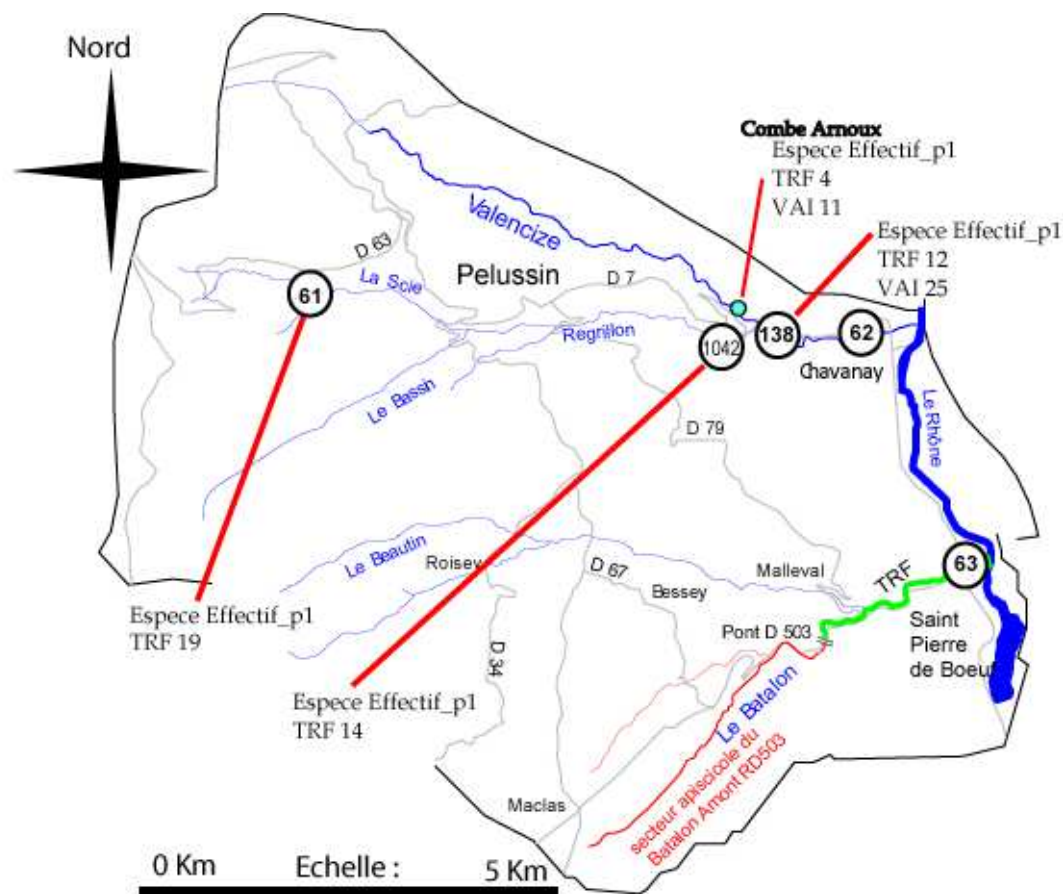 Nord
Combe Arnoux
Espece Effectif_p1
TRF 4
VAI 11
Espece Effectif_p1
TRF 12
VAI 25
Valencize
D 63
La Scie
Pelussin
D 7
61
Regrillon
1042
138
62
Chavanay
Le Bassin
D 79
Le Rhône
Le Beautin
Roisey
D 67
Bessey
Malleval
TRF
63
Espece Effectif_p1
TRF 19
Pont D 503
Saint
Pierre
de Boeuf
D 34
Espece Effectif_p1
TRF 14
Le Batalon
secteur apiscicole du
Batalon Amont RD503
Maclas
0 Km
Echelle :
5 Km